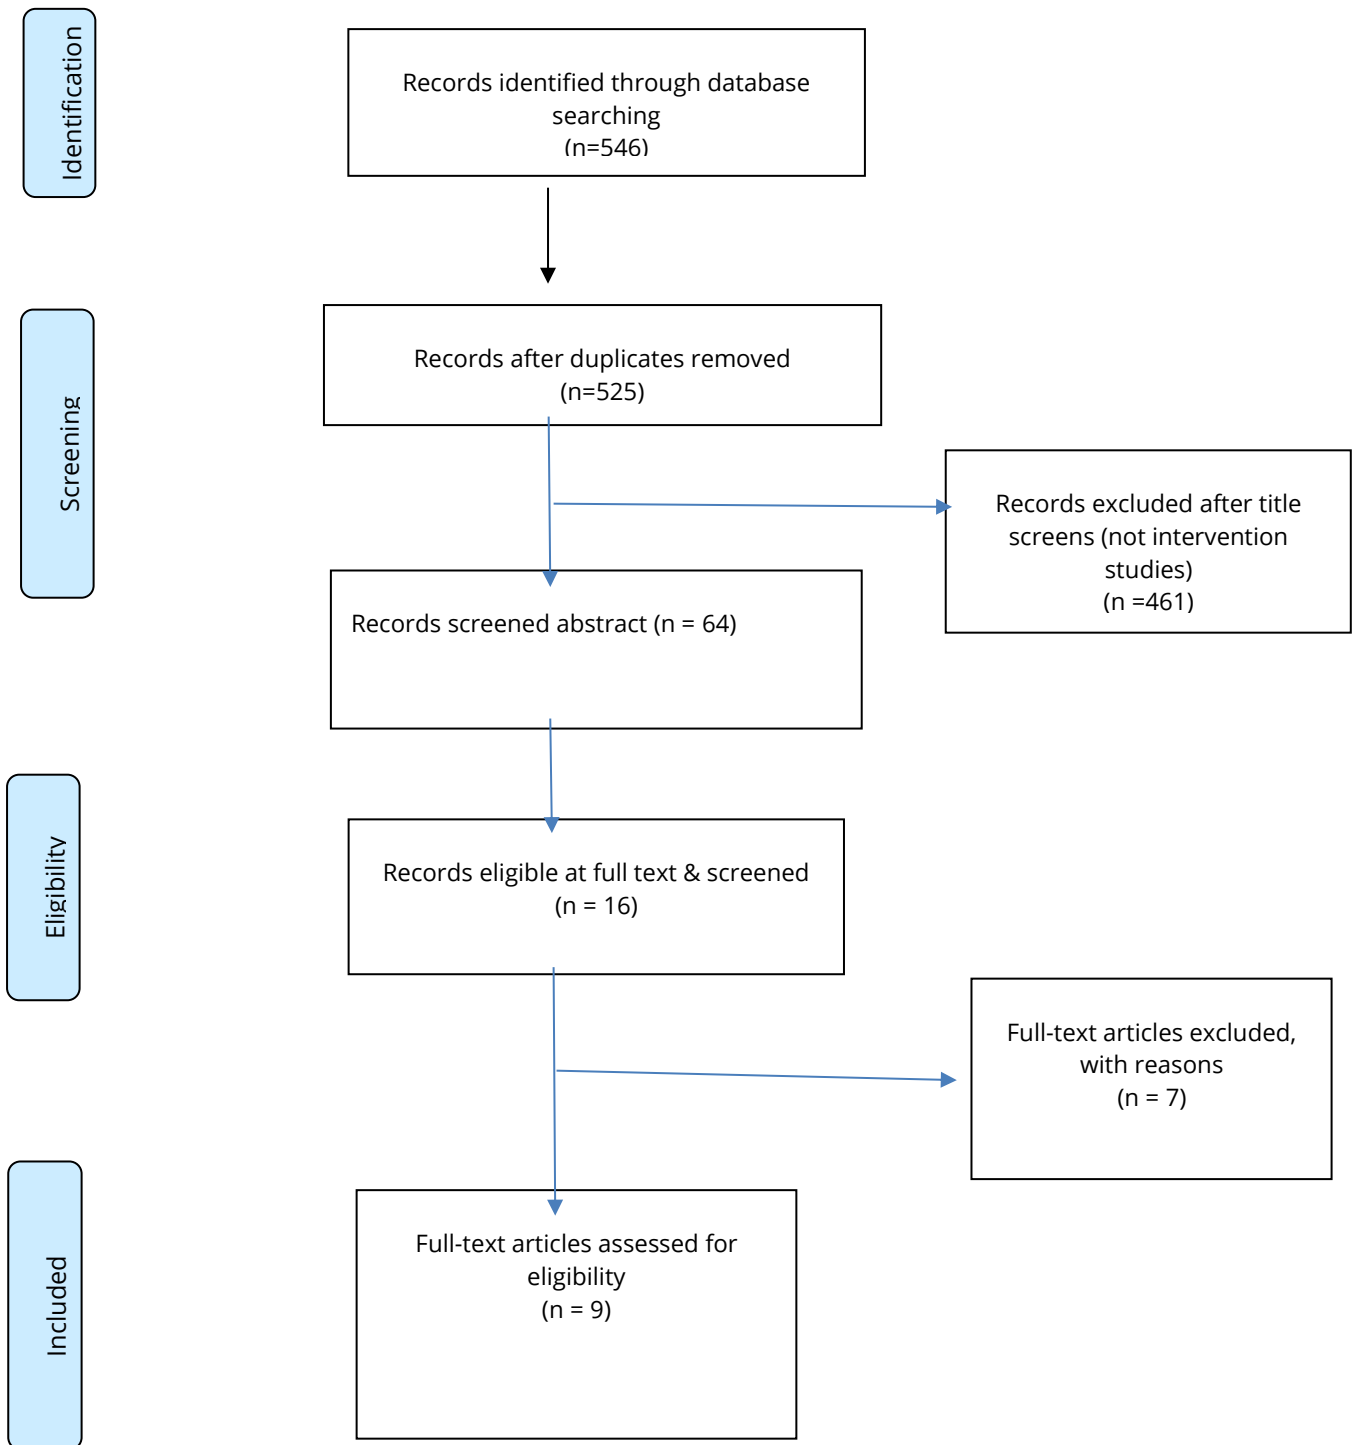 Identification
Records identified through database
searching
(n=546)
Screening
Records after duplicates removed
(n=525)
Records excluded after title
screens (not intervention
studies)
(n =461)
Records screened abstract (n = 64)
Eligibility
Records eligible at full text & screened
(n = 16)
Full-text articles excluded,
with reasons
(n = 7)
Included
Full-text articles assessed for
eligibility
(n = 9)